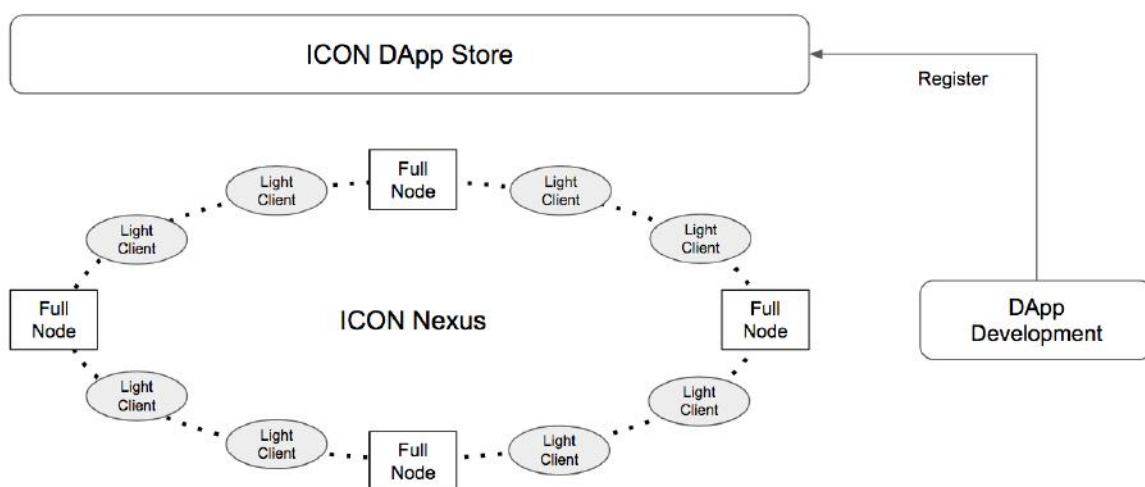 ICON DApp Store
Register
Full
Node
Light
Client
Light
Client
Light
Client
Light
Client
Full
Node
ICON Nexus
Full
Node
DApp
Development
Light
Client
Light
Client
Light
Client
Light
Client
Full
Node